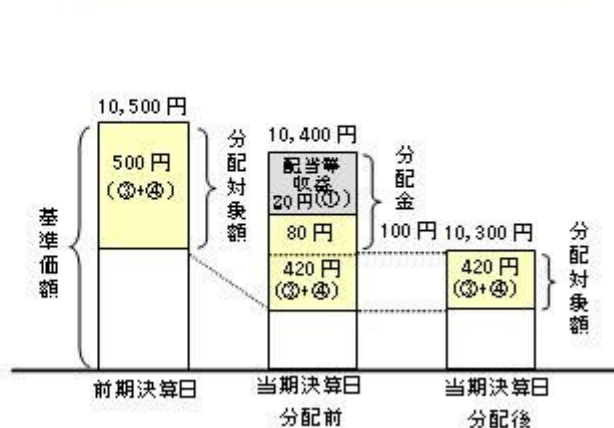 10,500円
500円
(③+④)
分配対象額
基準価額
前期決算日
10,400円
配当等
収益
20円(①)
80円
420円
(③+④)
分配金
100円
当期決算日
分配前
10,300円
420円
(③+④)
分配対象額
当期決算日
分配後